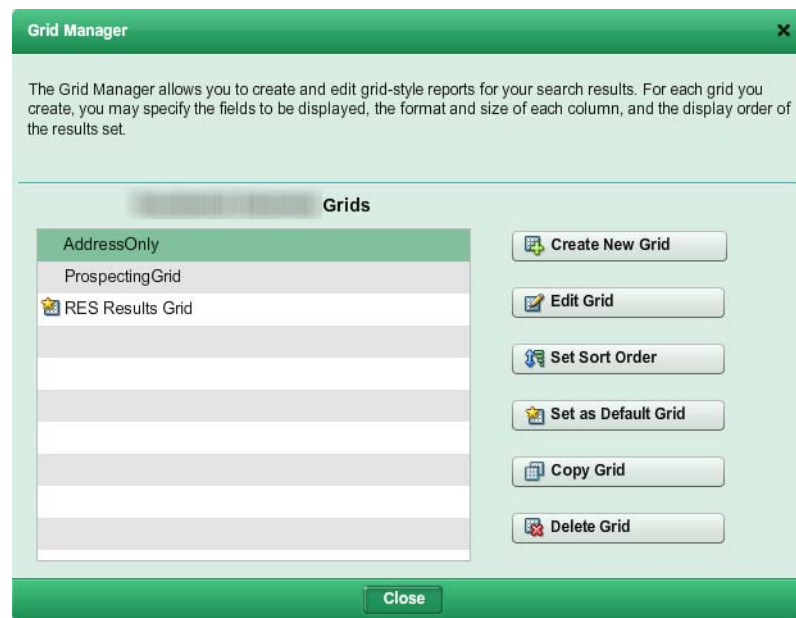 Grid Manager
The Grid Manager allows you to create and edit grid-style reports for your search results. For each grid you
create, you may specify the fields to be displayed, the format and size of each column, and the display order of
the results set.
Grids
AddressOnly
ProspectingGrid
RES Results Grid
Create New Grid
Edit Grid
Set Sort Order
Set as Default Grid
Copy Grid
Delete Grid
Close